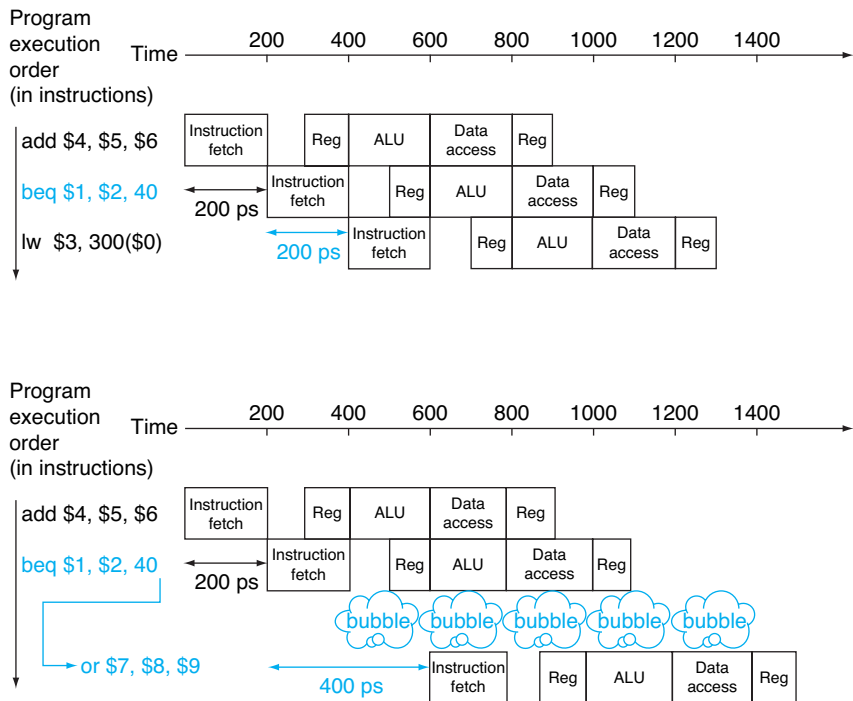 Program
execution
order
(in instructions)
Time
200 400 600 800 1000 1200 1400
add $4, $5, $6
Instruction
fetch
Reg
ALU
Data
access
Reg
beq $1, $2, 40
200 ps
Instruction
fetch
Reg
ALU
Data
access
Reg
lw $3, 300($0)
200 ps
Instruction
fetch
Reg
ALU
Data
access
Reg
Program
execution
order
(in instructions)
Time
200 400 600 800 1000 1200 1400
add $4, $5, $6
Instruction
fetch
Reg
ALU
Data
access
Reg
beq $1, $2, 40
200 ps
Instruction
fetch
Reg
ALU
Data
access
Reg
bubble bubble bubble bubble bubble
or $7, $8, $9
400 ps
Instruction
fetch
Reg
ALU
Data
access
Reg